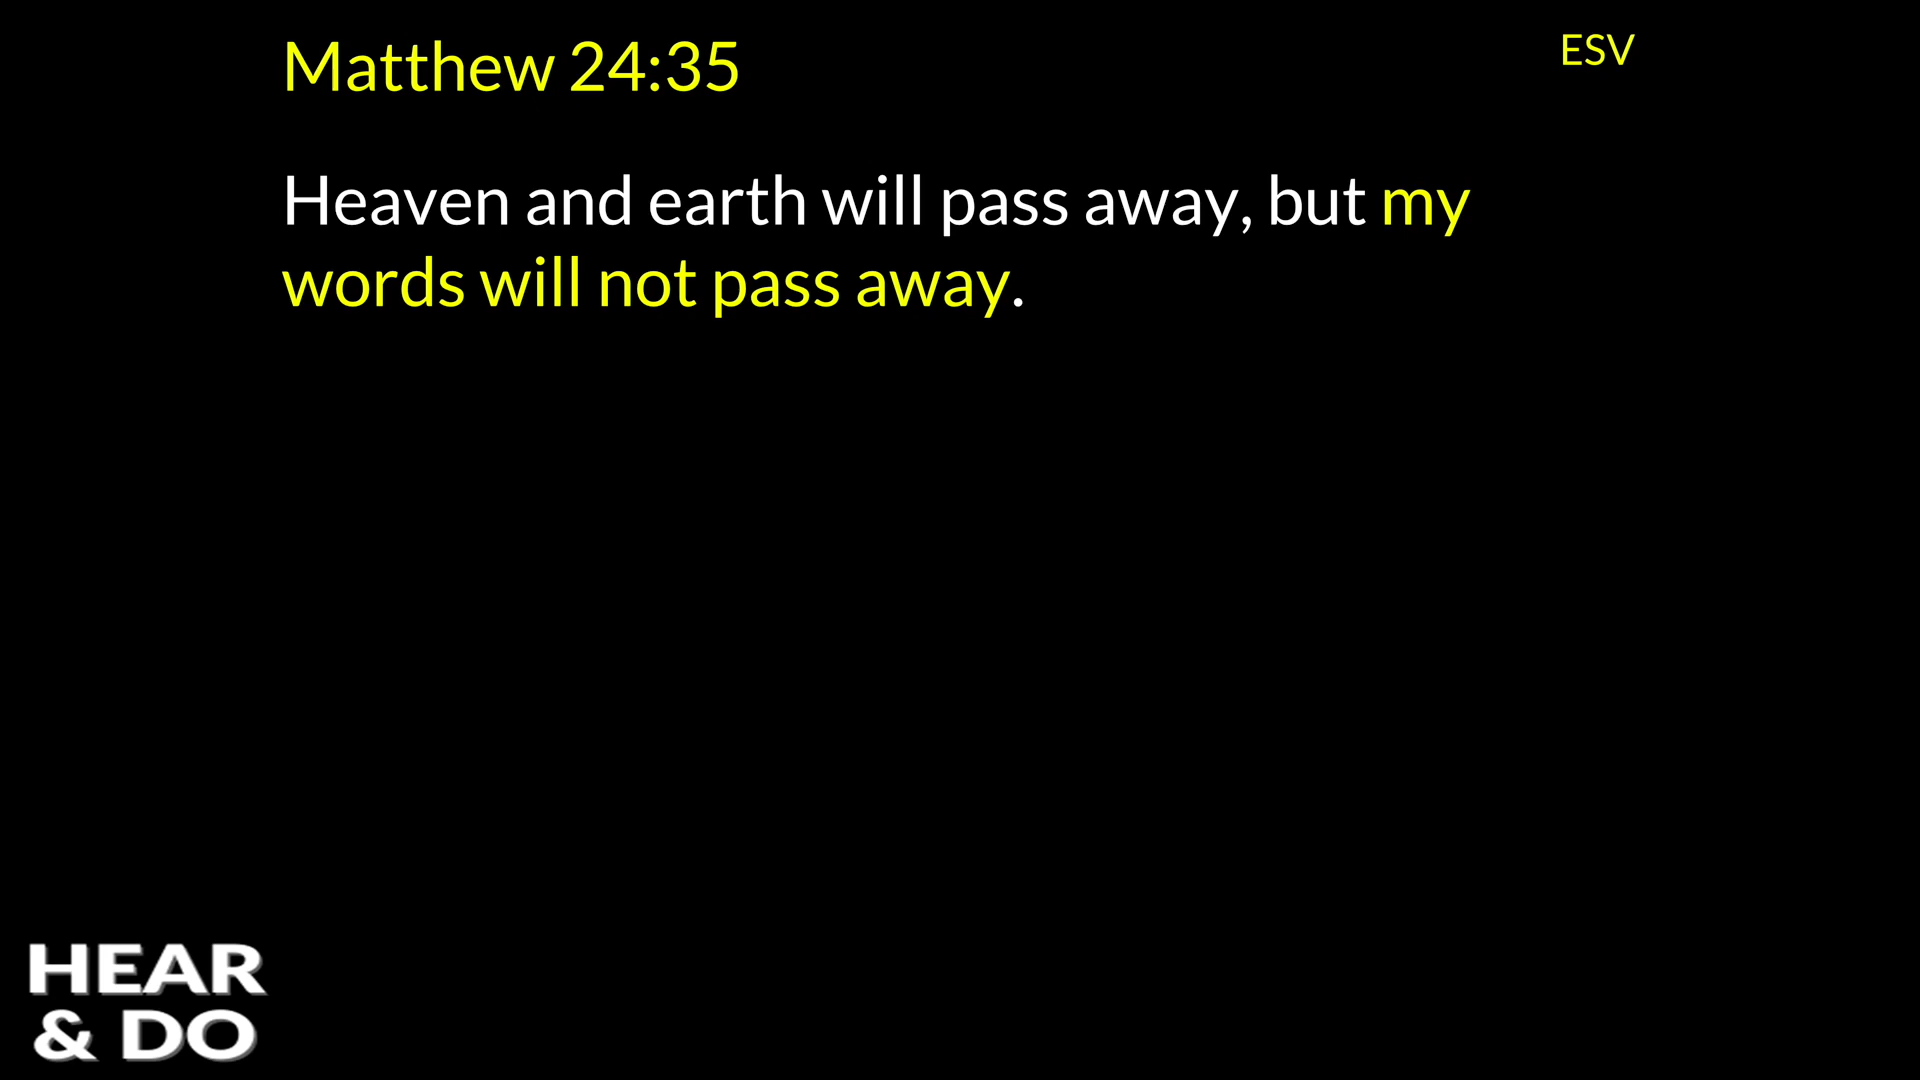 Matthew 24:35
ESV
Heaven and earth will pass away, but my
words will not pass away.
HEAR
& DO